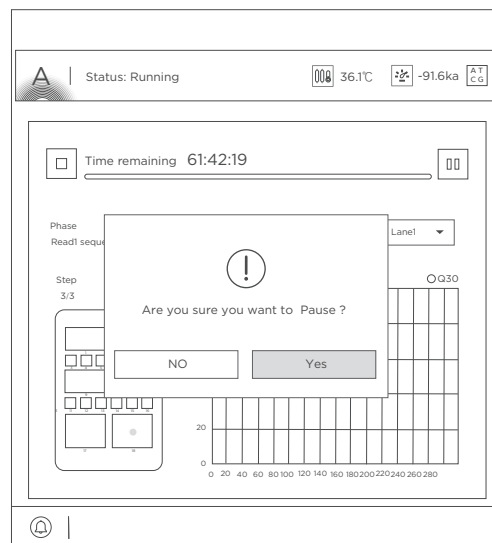 A
Status: Running
36.1℃
-91.6ka
A T
C G
Time remaining 61:42:19
Phase
Read1 seque
Lane1
Step
3/3
Q30
Are you sure you want to Pause ?
NO
Yes
20
0
0 20 40 60 80 100 120 140 160 180 200 220 240 260 280